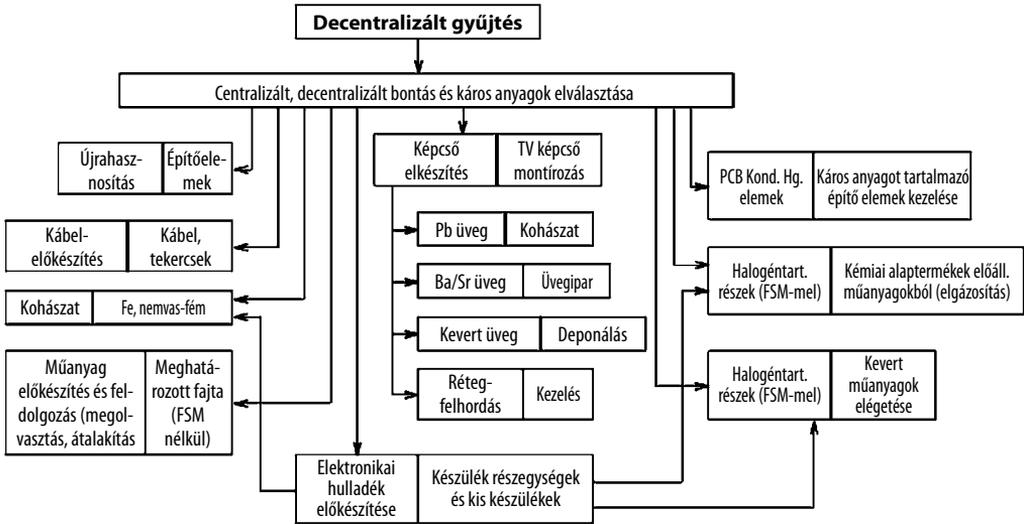 Decentralizált gyűjtés
Centralizált, decentralizált bontás és káros anyagok elválasztása
Újrahasz-
nosítás
Építőele-
mek
Kábel-
előkészítés
Kábel,
tekercsek
Kohászat
Fe, nemvas-fém
Műanyag
előkészítés és fel-
dolgozás (megol-
vasztás, átalakítás
Meghatá-
rozott fajta
(FSM
nélkül)
Képcső
elkészítés
TV képcső
montírozás
Pb üveg
Kohászat
Ba/Sr üveg
Üvegipar
Kevert üveg
Deponálás
Réteg-
felhordás
Kezelés
Elektronikai
hulladék
előkészítése
Készülék részegységek
és kis készülékek
PCB Kond. Hg.
elemek
Káros anyagot tartalmazó
építő elemek kezelése
Halogéntart.
részek (FSM-mel)
Kémiai alaptermékek előáll.
műanyagokból (elgázosítás)
Halogéntart.
részek (FSM-mel)
Kevert
műanyagok
elégetése